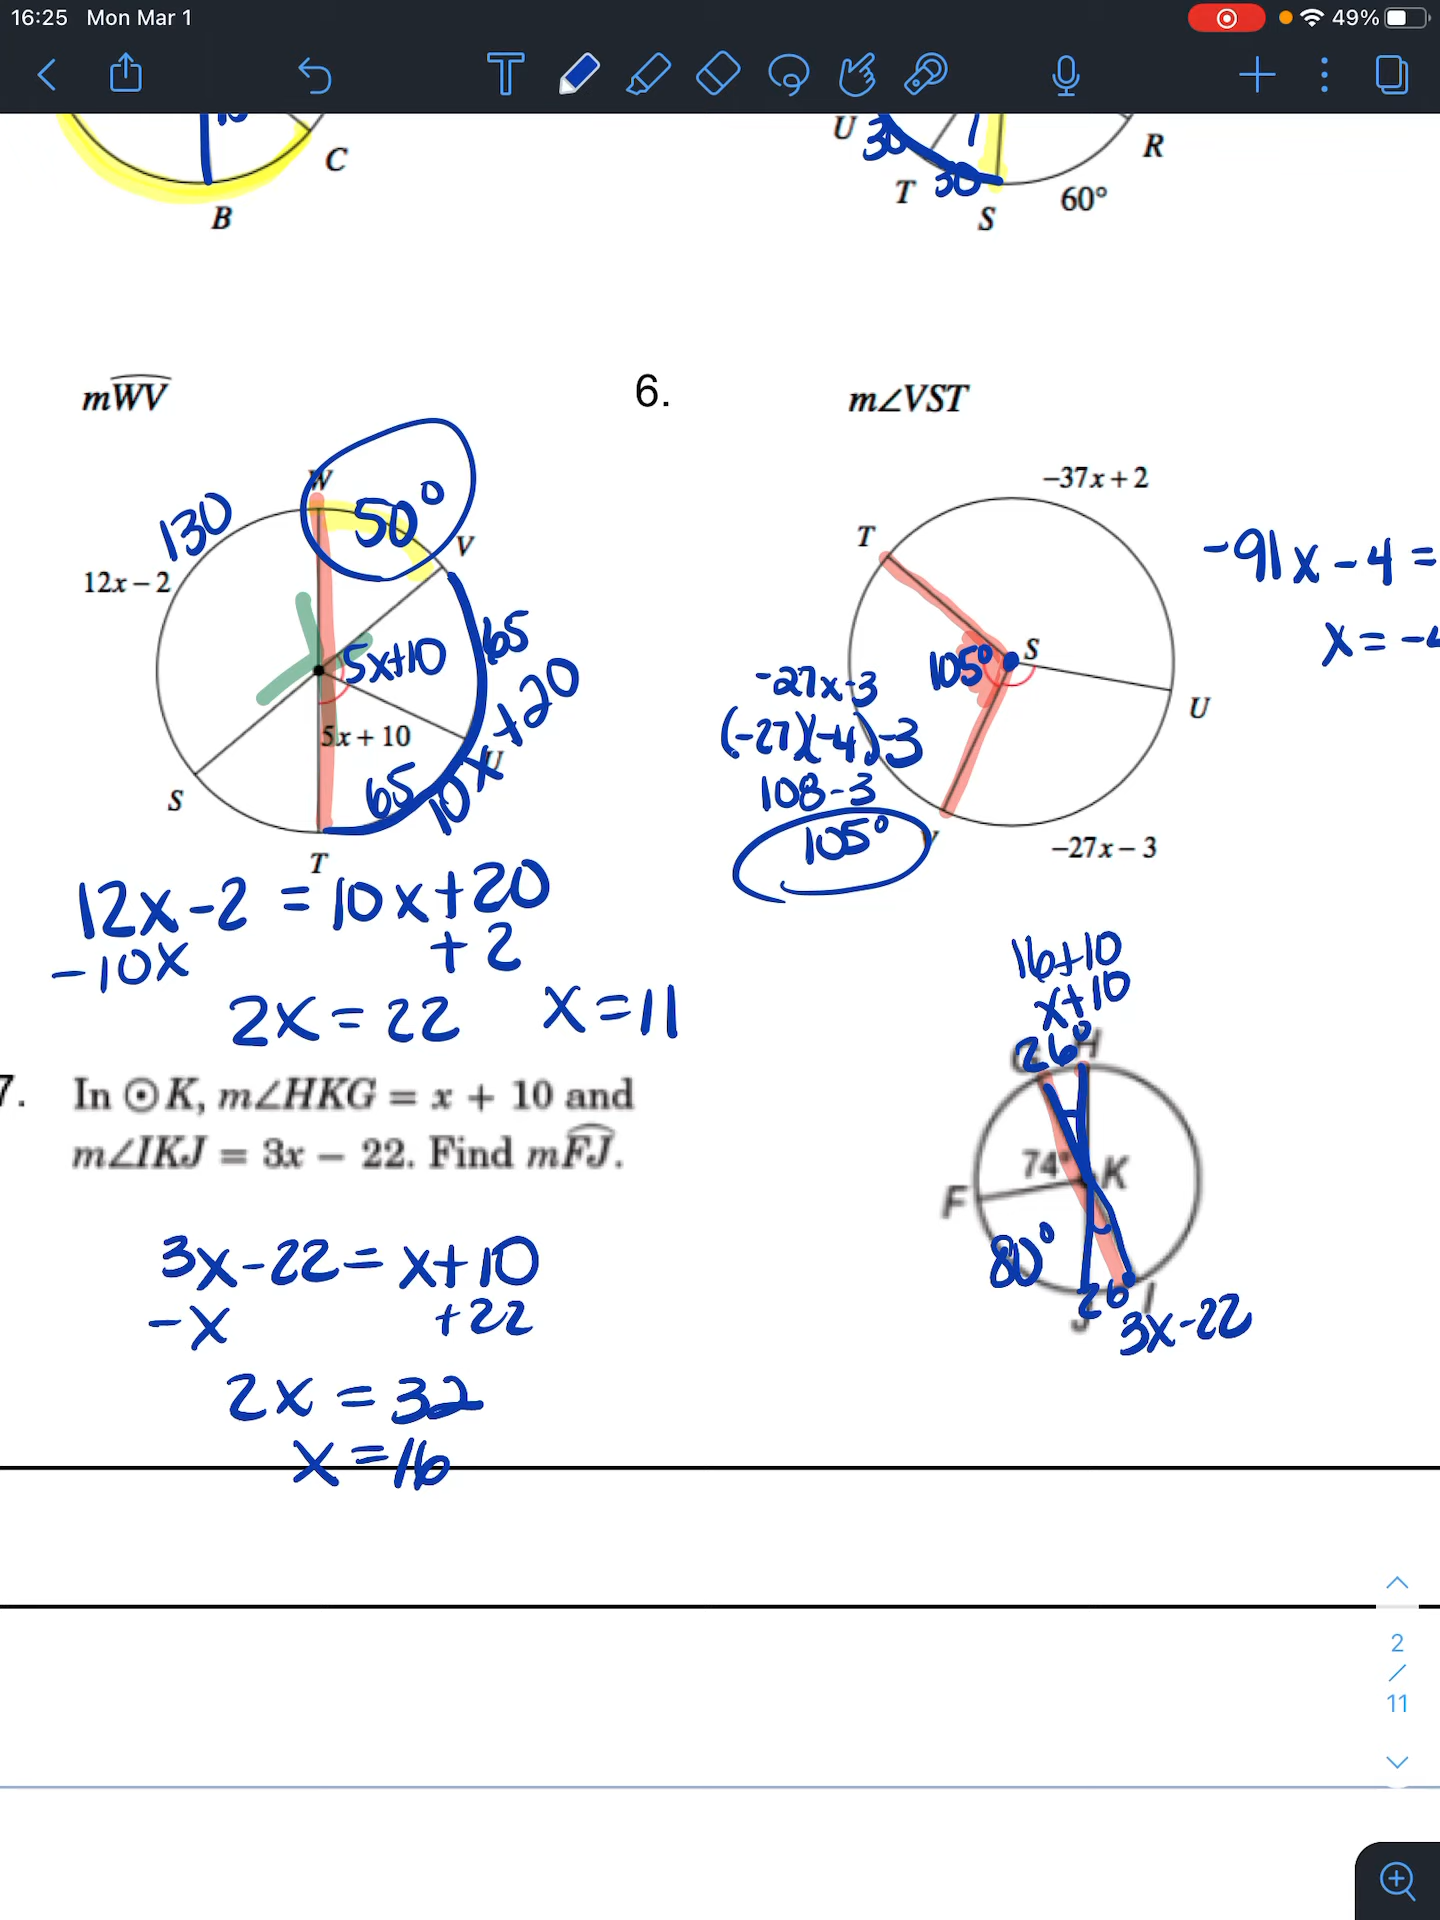 16:25 Mon Mar 1
49%
T
C
B
U
30
T
30
S
60°
R
mWV
6.
m∠VST
W
50°
V
130
12x – 2
5x+10
65
10x+20
5x + 10
U
65
S
T
12x-2 = 10x+20
-10x +2
2x = 22 x=11
–37x + 2
T
-91x-4 =
x = -4
S
105°
U
-27x-3
(-27)(-4)-3
108-3
105°
V
–27x – 3
7. In ⊙K, m∠HKG = x + 10 and
m∠IKJ = 3x – 22. Find mFJ.
3x-22 = x+10
-x +22
2x = 32
x = 16
16+10
x+10
26°
G H
74°
K
F
80°
26
J I
3x-22
2
/
11